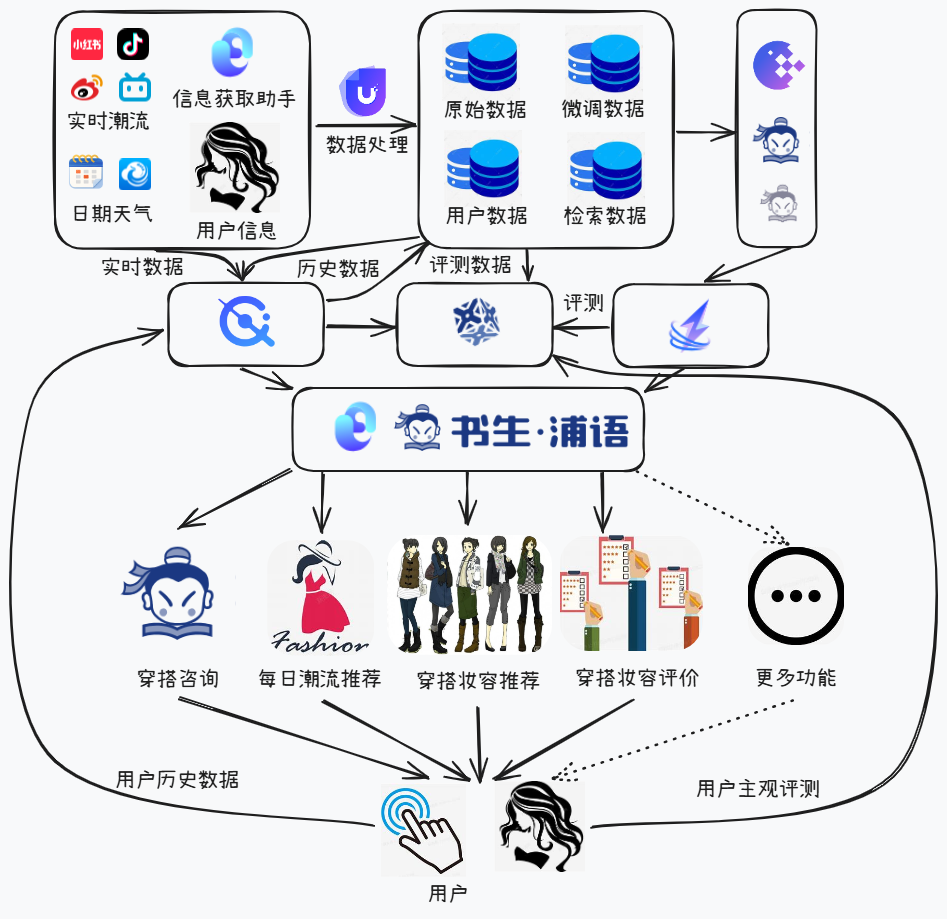 小红书
实时潮流
信息获取助手
日期天气
用户信息
数据处理
原始数据
微调数据
用户数据
检索数据
实时数据
历史数据
评测数据
评测
书生·浦语
Fashion
穿搭咨询
每日潮流推荐
穿搭妆容推荐
穿搭妆容评价
更多功能
用户历史数据
用户主观评测
用户